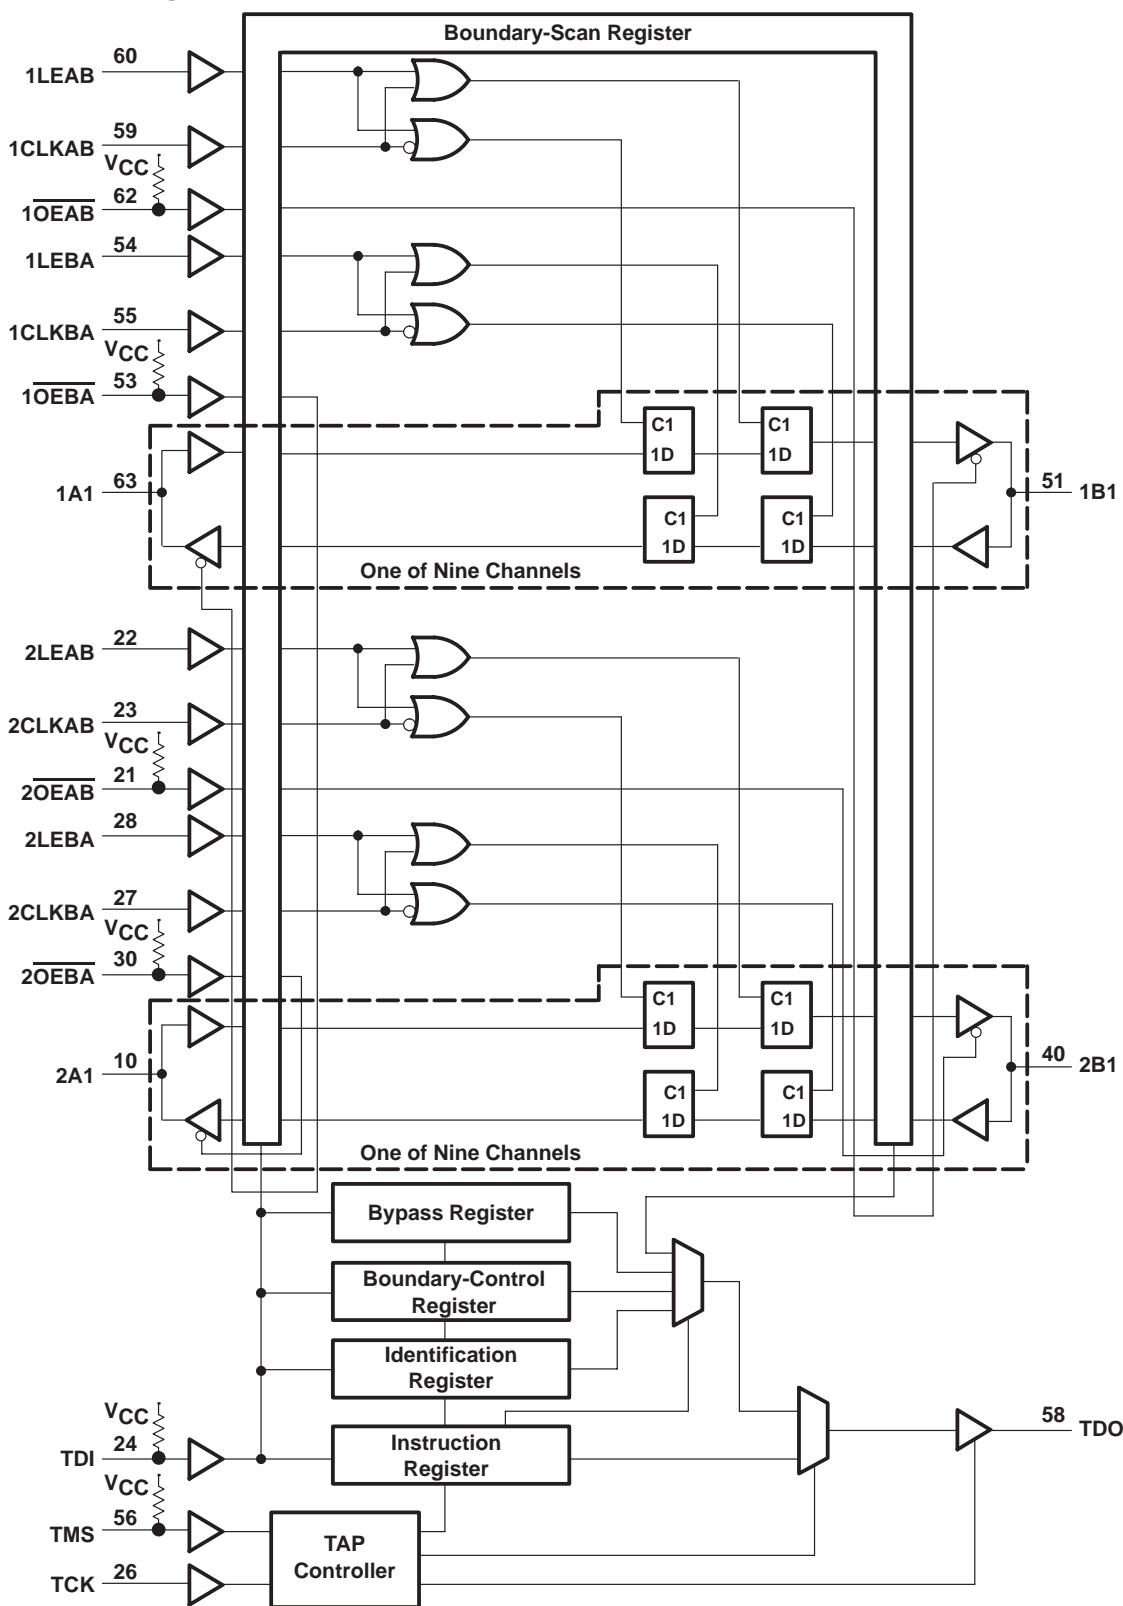 Boundary-Scan Register
1LEAB 60
1CLKAB 59
VCC
1O̅E̅A̅B̅ 62
1LEBA 54
1CLKBA 55
VCC
1O̅E̅B̅A̅ 53
C1
1D
C1
1D
1A1 63
51 1B1
C1
1D
C1
1D
One of Nine Channels
2LEAB 22
2CLKAB 23
VCC
2O̅E̅A̅B̅ 21
2LEBA 28
2CLKBA 27
VCC
2O̅E̅B̅A̅ 30
C1
1D
C1
1D
2A1 10
40 2B1
C1
1D
C1
1D
One of Nine Channels
Bypass Register
Boundary-Control
Register
Identification
Register
VCC
TDI 24
Instruction
Register
58 TDO
VCC
TMS 56
TAP
Controller
TCK 26